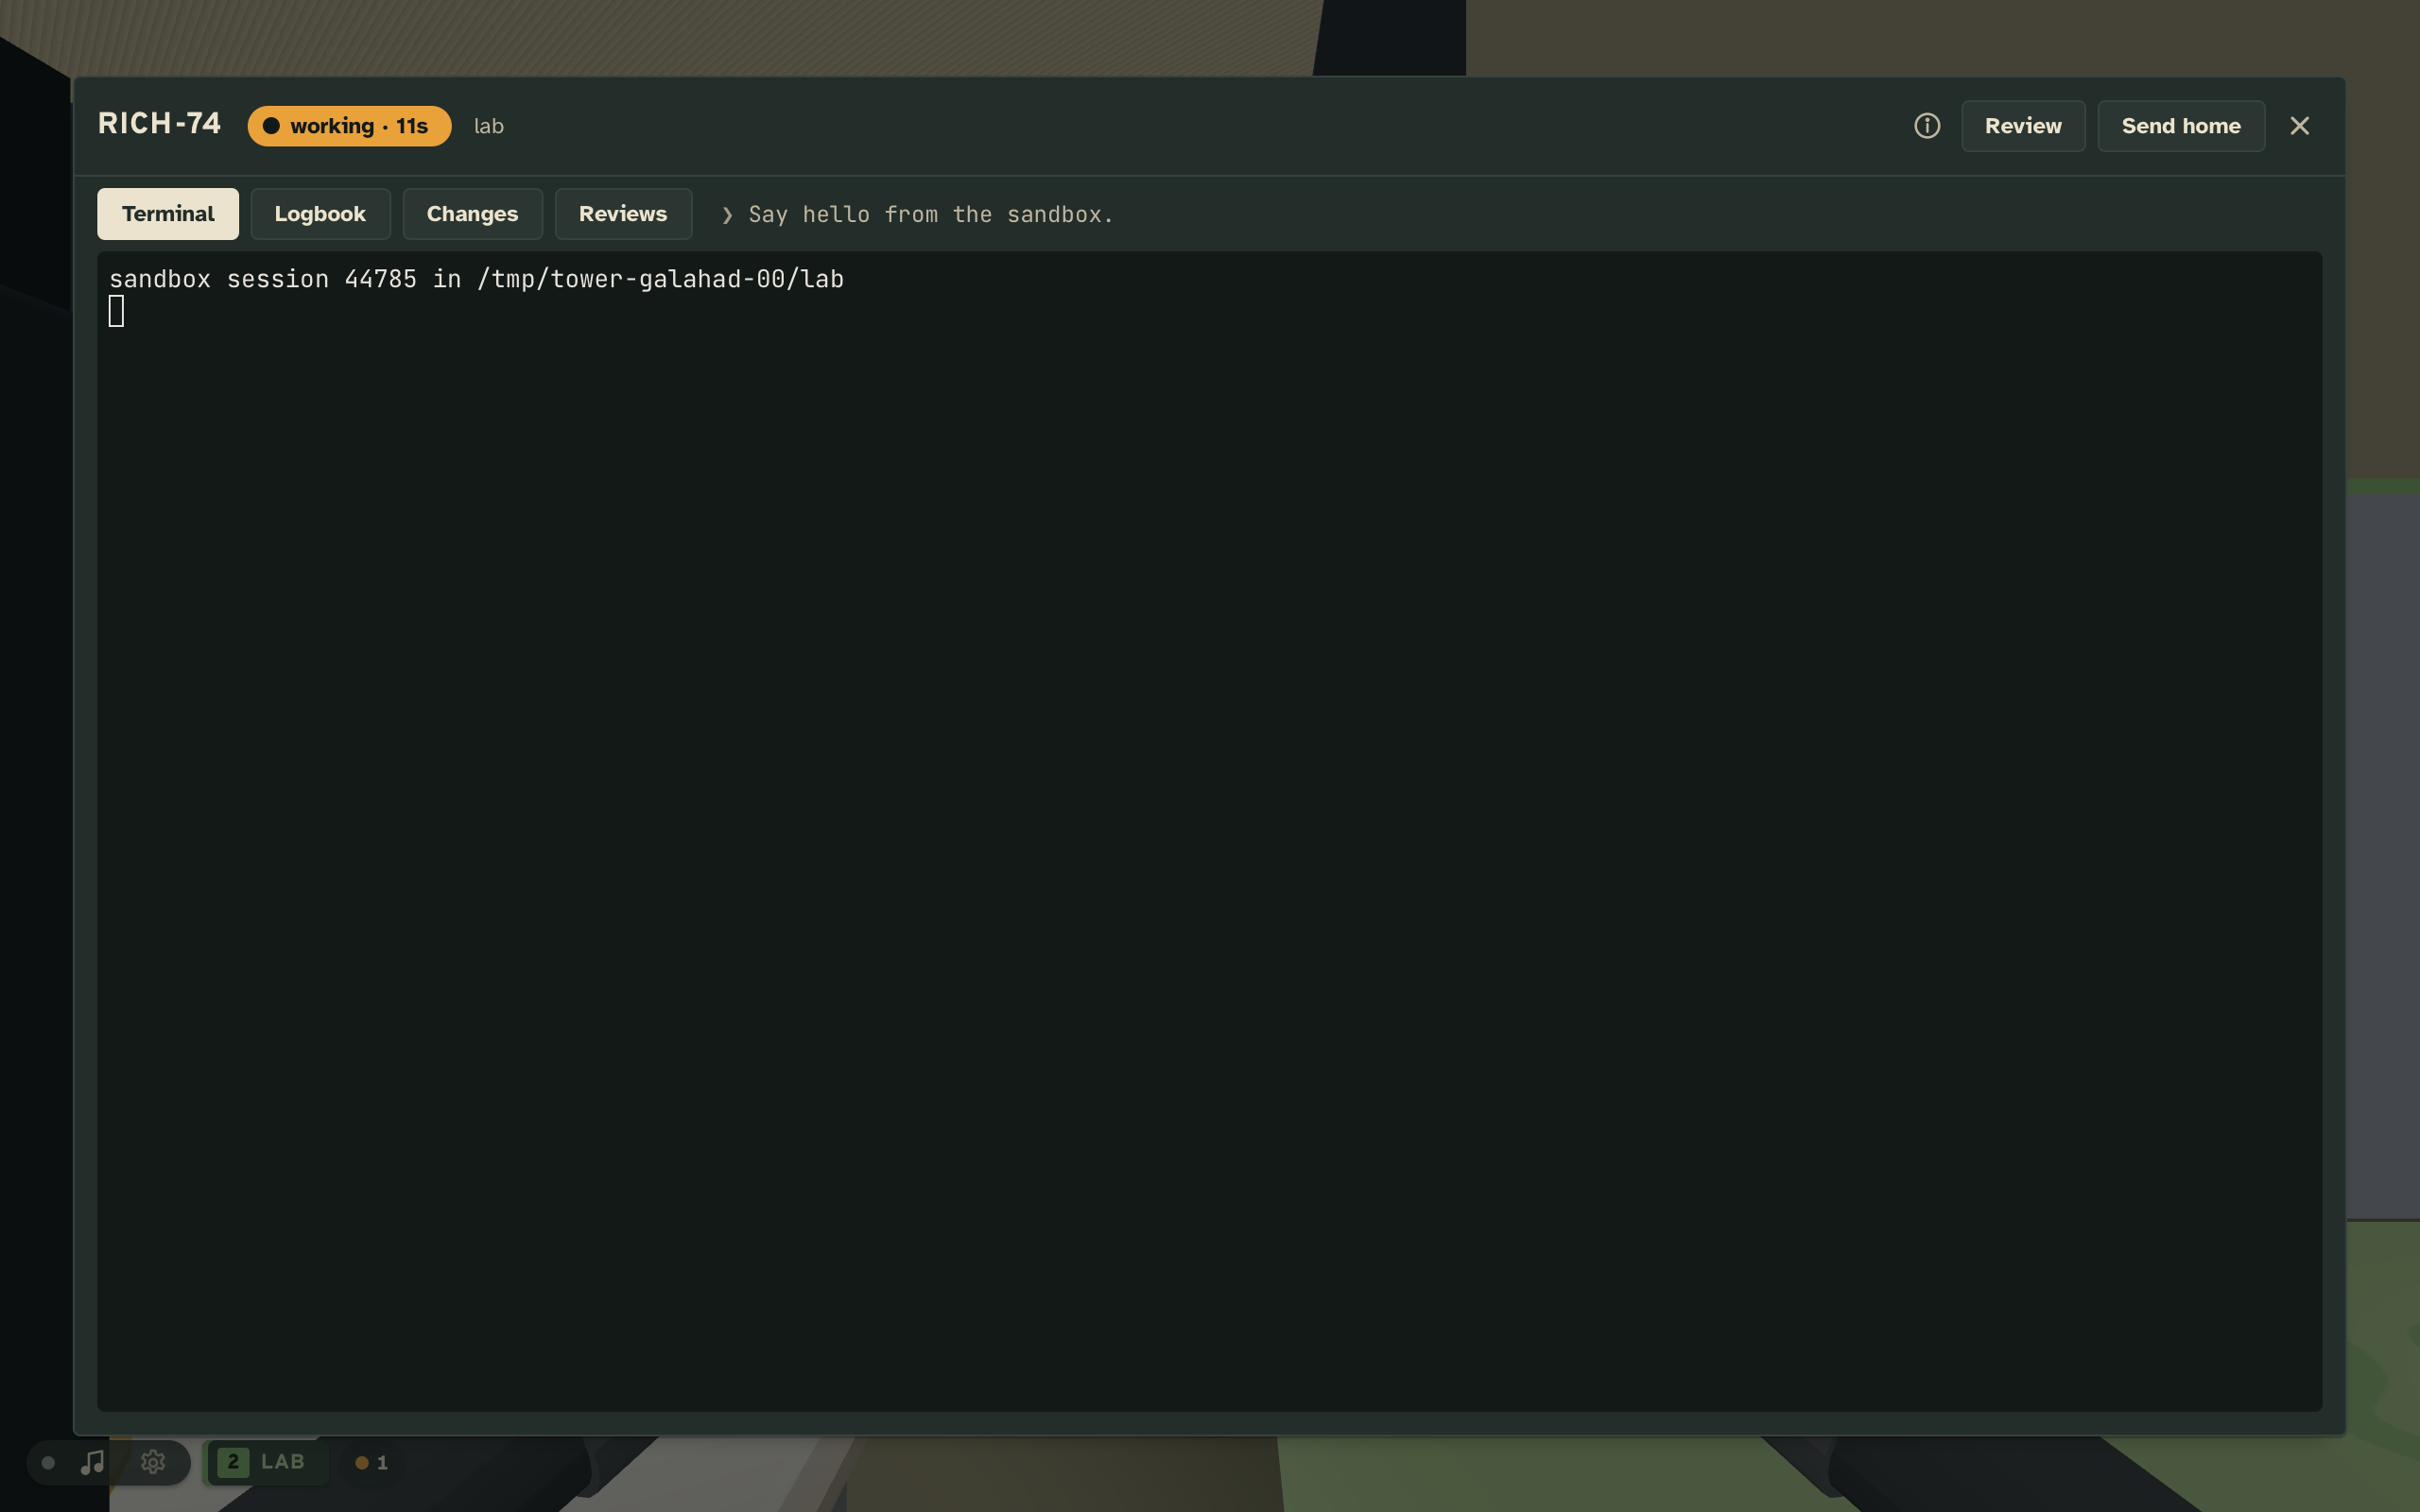 RICH-74 working · 11s lab Review Send home
Terminal Logbook Changes Reviews ❯ Say hello from the sandbox.
sandbox session 44785 in /tmp/tower-galahad-00/lab
2 LAB 1